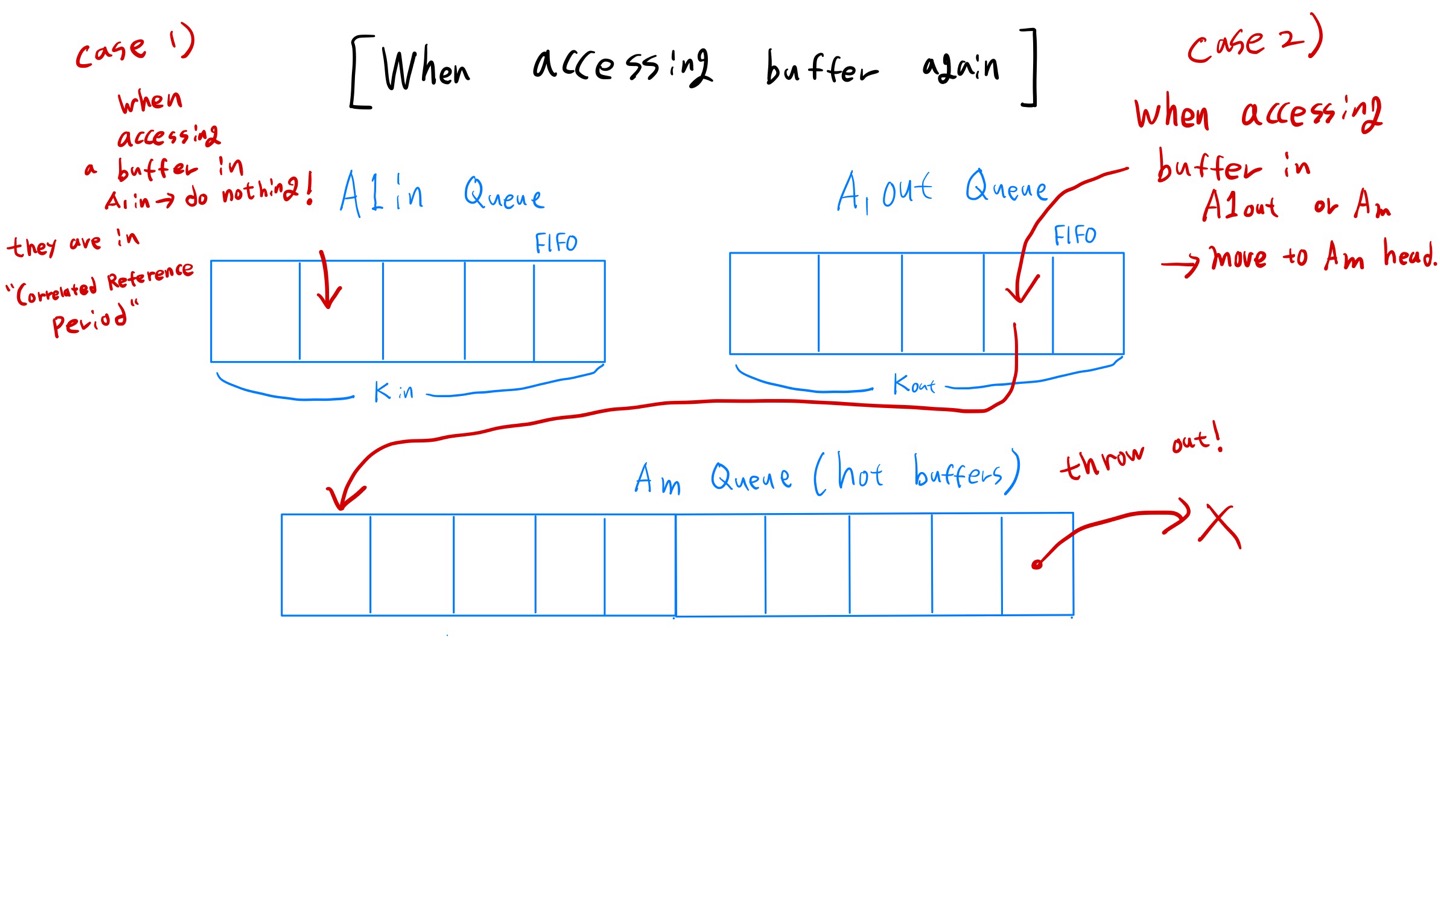 [When accessing buffer again]
case 1)
when
accessing
a buffer in
A1in → do nothing!
they are in
"Correlated Reference
Period"
case 2)
When accessing
buffer in
A1out or Am
→ move to Am head.
A1in Queue
FIFO
Kin
A1out Queue
FIFO
Kout
Am Queue (hot buffers)
throw out!
X